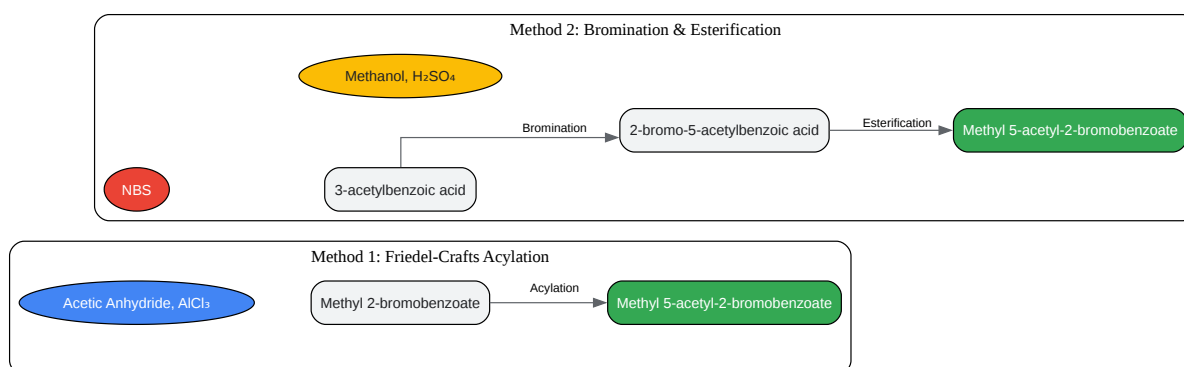 Method 2: Bromination & Esterification
Methanol, H₂SO₄
Bromination
2-bromo-5-acetylbenzoic acid
Esterification
Methyl 5-acetyl-2-bromobenzoate
NBS
3-acetylbenzoic acid
Method 1: Friedel-Crafts Acylation
Acetic Anhydride, AlCl₃
Methyl 2-bromobenzoate
Acylation
Methyl 5-acetyl-2-bromobenzoate